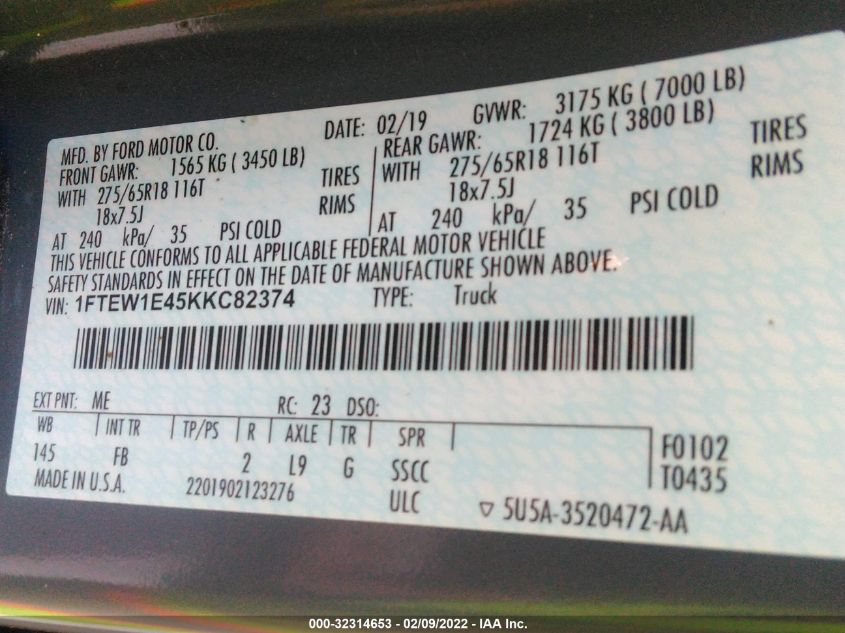 MFD. BY FORD MOTOR CO. DATE: 02/19 GVWR: 3175 KG ( 7000 LB)
FRONT GAWR: 1565 KG ( 3450 LB) REAR GAWR: 1724 KG ( 3800 LB)
WITH 275/65R18 116T TIRES WITH 275/65R18 116T TIRES
18x7.5J RIMS 18x7.5J RIMS
AT 240 kPa/ 35 PSI COLD AT 240 kPa/ 35 PSI COLD
THIS VEHICLE CONFORMS TO ALL APPLICABLE FEDERAL MOTOR VEHICLE
SAFETY STANDARDS IN EFFECT ON THE DATE OF MANUFACTURE SHOWN ABOVE.
VIN: 1FTEW1E45KKC82374 TYPE: Truck
EXT PNT: ME RC: 23 DSO:
WB INT TR TP/PS R AXLE TR SPR F0102
145 FB 2 L9 G SSCC T0435
MADE IN U.S.A. 2201902123276 ULC ▽ 5U5A-3520472-AA
000-32314653 - 02/09/2022 - IAA Inc.